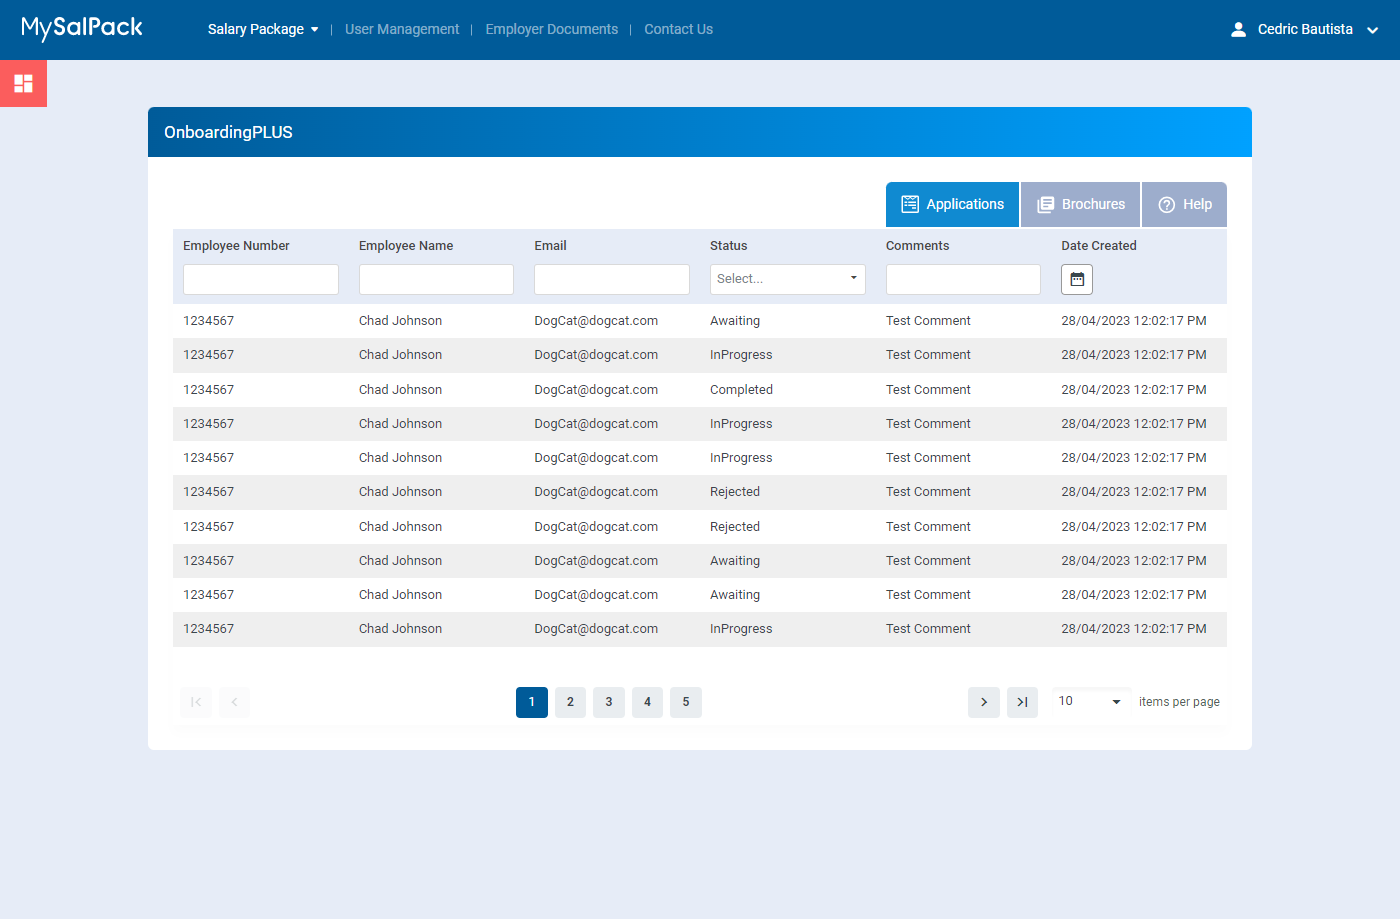 MySalPack
Salary Package | User Management | Employer Documents | Contact Us
Cedric Bautista
OnboardingPLUS
Applications Brochures Help
Employee Number Employee Name Email Status Comments Date Created
Select...
1234567 Chad Johnson DogCat@dogcat.com Awaiting Test Comment 28/04/2023 12:02:17 PM
1234567 Chad Johnson DogCat@dogcat.com InProgress Test Comment 28/04/2023 12:02:17 PM
1234567 Chad Johnson DogCat@dogcat.com Completed Test Comment 28/04/2023 12:02:17 PM
1234567 Chad Johnson DogCat@dogcat.com InProgress Test Comment 28/04/2023 12:02:17 PM
1234567 Chad Johnson DogCat@dogcat.com InProgress Test Comment 28/04/2023 12:02:17 PM
1234567 Chad Johnson DogCat@dogcat.com Rejected Test Comment 28/04/2023 12:02:17 PM
1234567 Chad Johnson DogCat@dogcat.com Rejected Test Comment 28/04/2023 12:02:17 PM
1234567 Chad Johnson DogCat@dogcat.com Awaiting Test Comment 28/04/2023 12:02:17 PM
1234567 Chad Johnson DogCat@dogcat.com Awaiting Test Comment 28/04/2023 12:02:17 PM
1234567 Chad Johnson DogCat@dogcat.com InProgress Test Comment 28/04/2023 12:02:17 PM
1 2 3 4 5 10 items per page